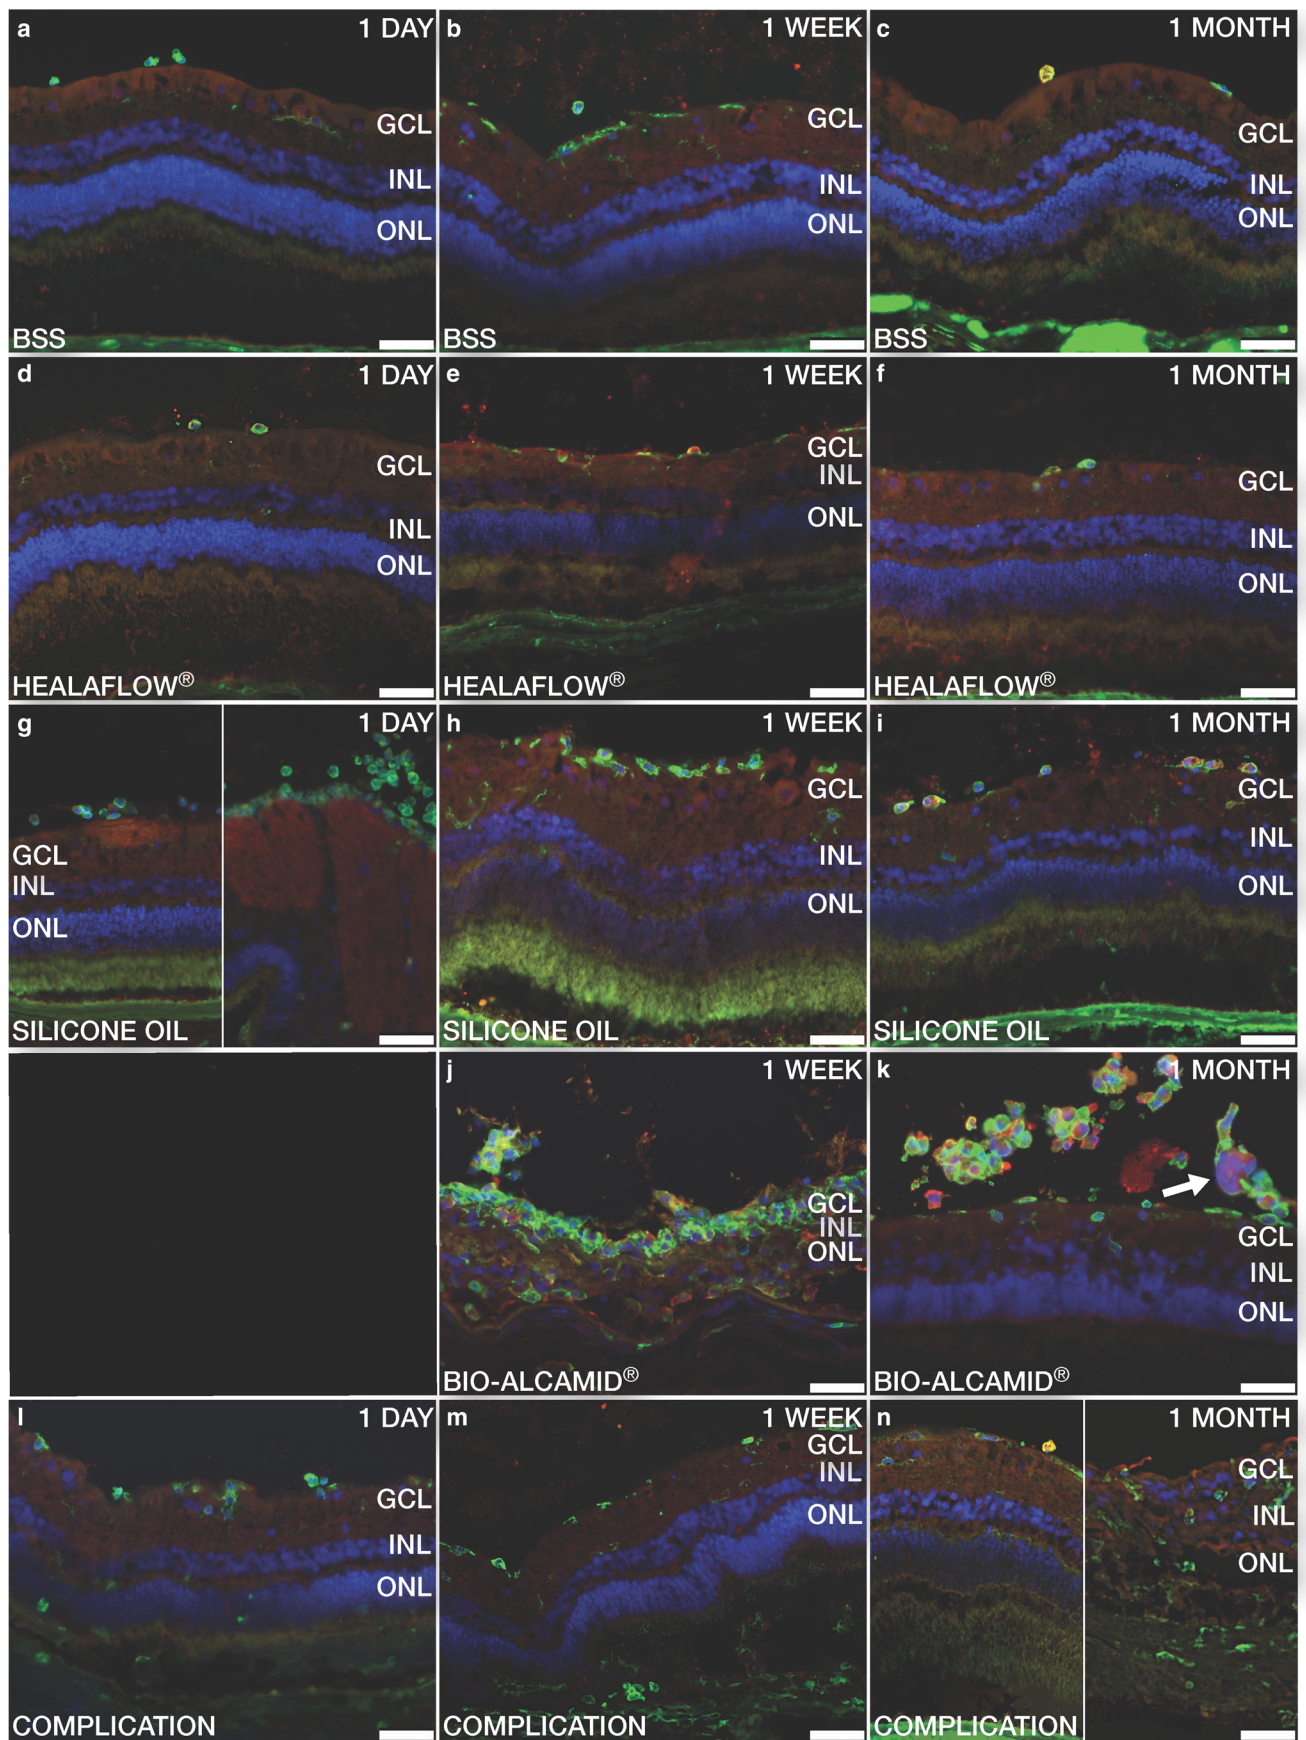 a 1 DAY
GCL
INL
ONL
BSS
b 1 WEEK
GCL
INL
ONL
BSS
c 1 MONTH
GCL
INL
ONL
BSS
d 1 DAY
GCL
INL
ONL
HEALAFLOW®
e 1 WEEK
GCL
INL
ONL
HEALAFLOW®
f 1 MONTH
GCL
INL
ONL
HEALAFLOW®
g 1 DAY
GCL
INL
ONL
SILICONE OIL
h 1 WEEK
GCL
INL
ONL
SILICONE OIL
i 1 MONTH
GCL
INL
ONL
SILICONE OIL
j 1 WEEK
GCL
INL
ONL
BIO-ALCAMID®
k 1 MONTH
GCL
INL
ONL
BIO-ALCAMID®
l 1 DAY
GCL
INL
ONL
COMPLICATION
m 1 WEEK
GCL
INL
ONL
COMPLICATION
n 1 MONTH
GCL
INL
ONL
COMPLICATION